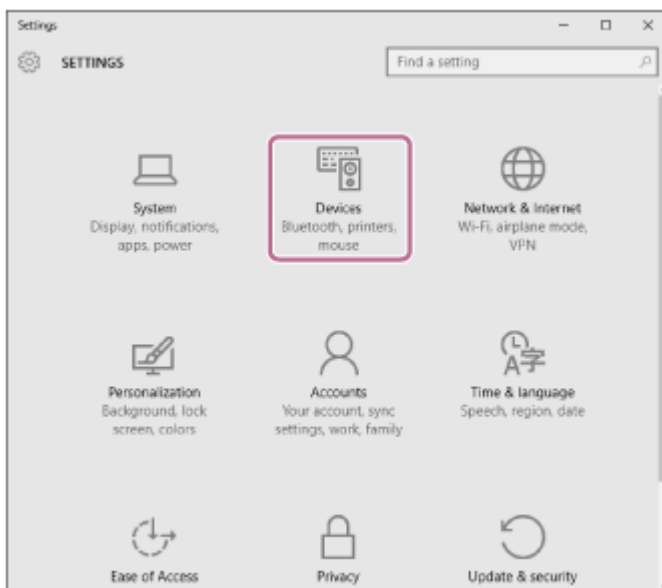 Settings
SETTINGS
Find a setting
System
Display, notifications,
apps, power
Devices
Bluetooth, printers,
mouse
Network & Internet
Wi-Fi, airplane mode,
VPN
Personalization
Background, lock
screen, colors
Accounts
Your account, sync
settings, work, family
Time & language
Speech, region, date
A字
Ease of Access
Privacy
Update & security